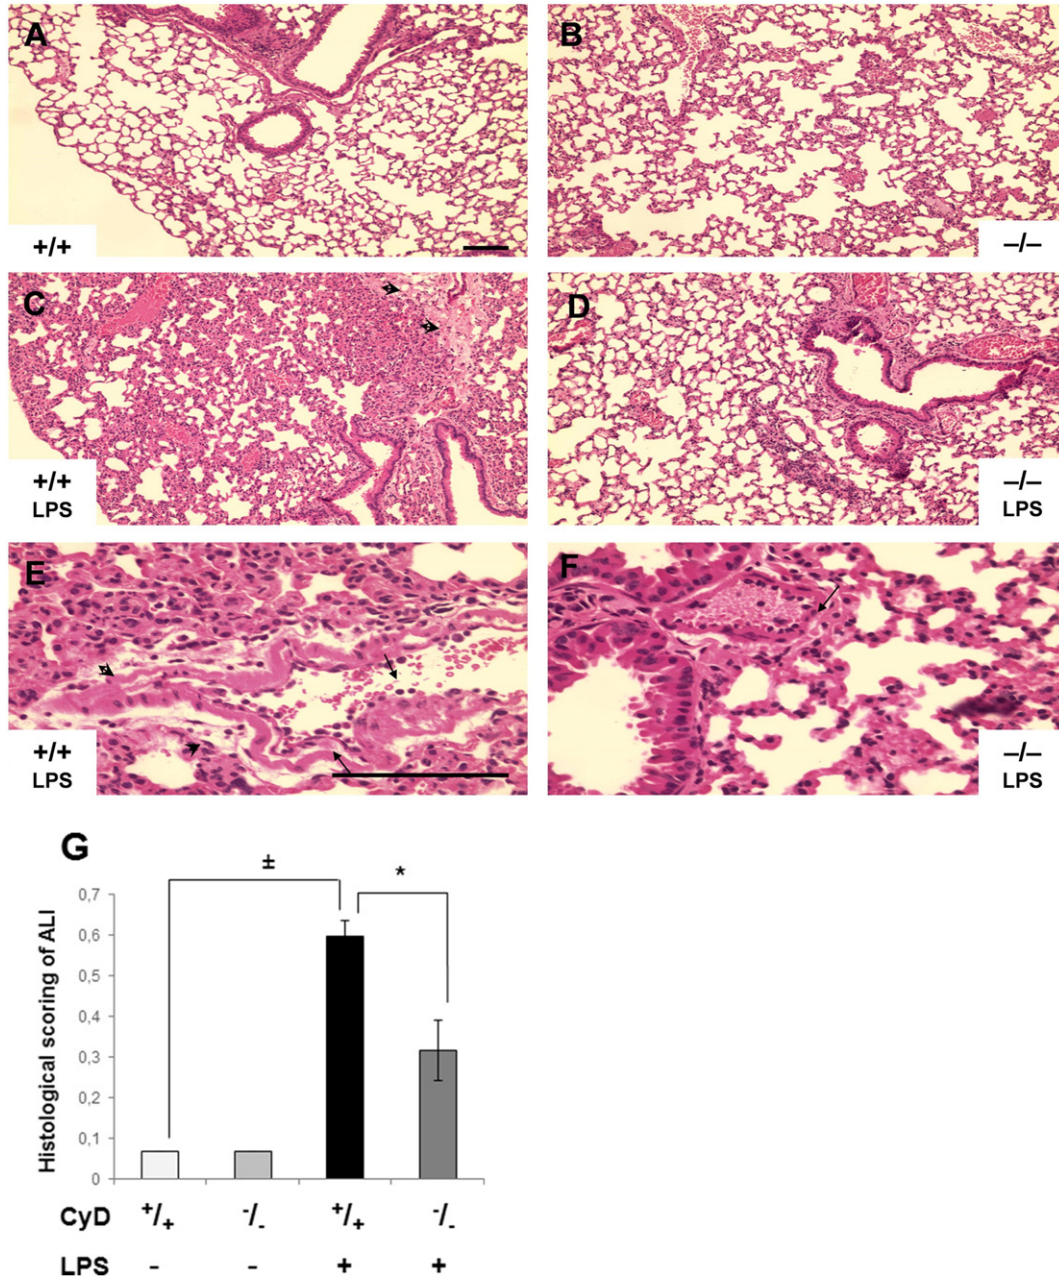 A
B
+/+
–/–
C
D
+/+
LPS
–/–
LPS
E
F
+/+
LPS
–/–
LPS
G
±
*
Histological scoring of ALI
0,7
0,6
0,5
0,4
0,3
0,2
0,1
0
CyD +/+ -/- +/+ -/-
LPS - - + +